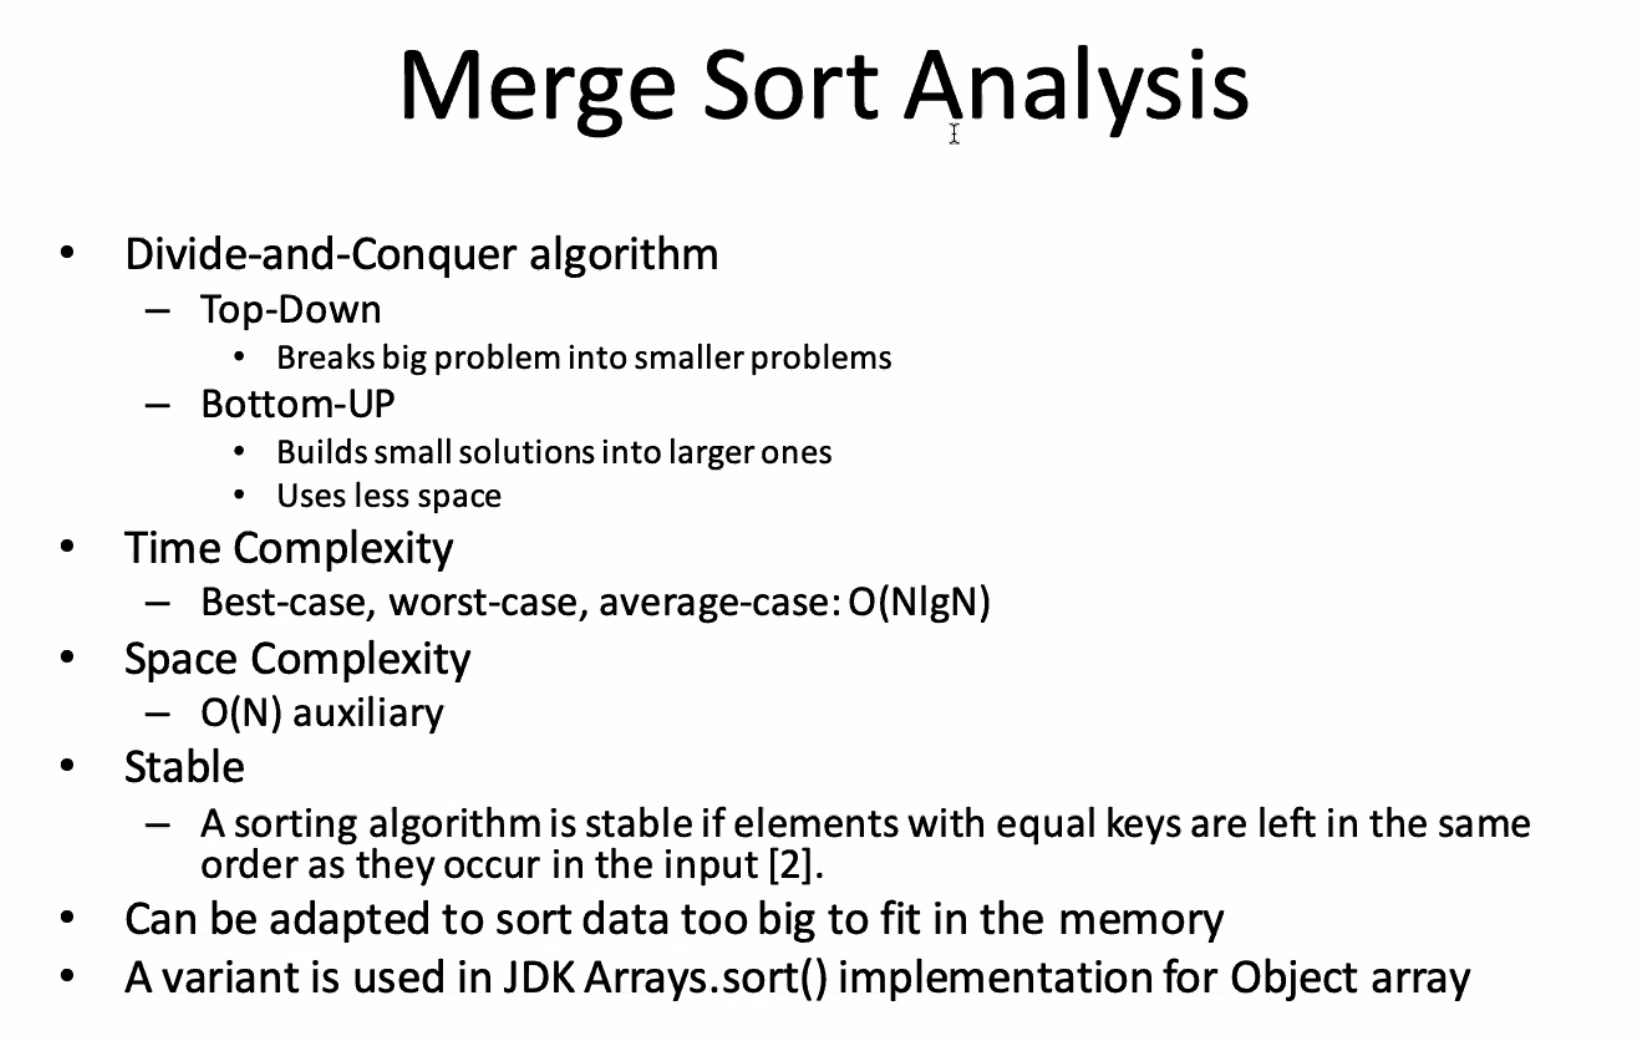 Merge Sort Analysis
• Divide-and-Conquer algorithm
– Top-Down
• Breaks big problem into smaller problems
– Bottom-UP
• Builds small solutions into larger ones
• Uses less space
• Time Complexity
– Best-case, worst-case, average-case: O(NlgN)
• Space Complexity
– O(N) auxiliary
• Stable
– A sorting algorithm is stable if elements with equal keys are left in the same
order as they occur in the input [2].
• Can be adapted to sort data too big to fit in the memory
• A variant is used in JDK Arrays.sort() implementation for Object array